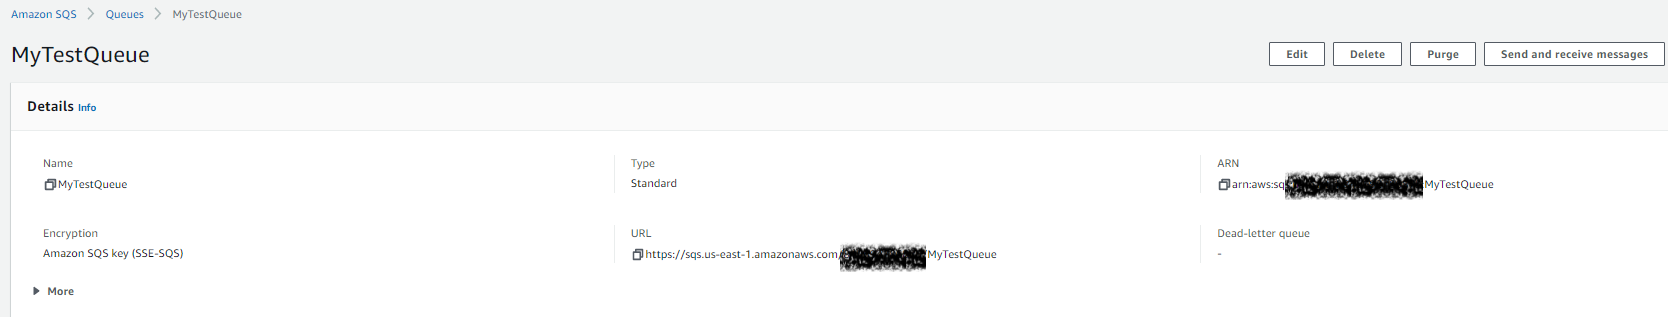 Amazon SQS > Queues > MyTestQueue
MyTestQueue
Edit Delete Purge Send and receive messages
Details Info
Name Type ARN
MyTestQueue Standard arn:aws:sq MyTestQueue
Encryption URL Dead-letter queue
Amazon SQS key (SSE-SQS) https://sqs.us-east-1.amazonaws.com/ MyTestQueue -
More